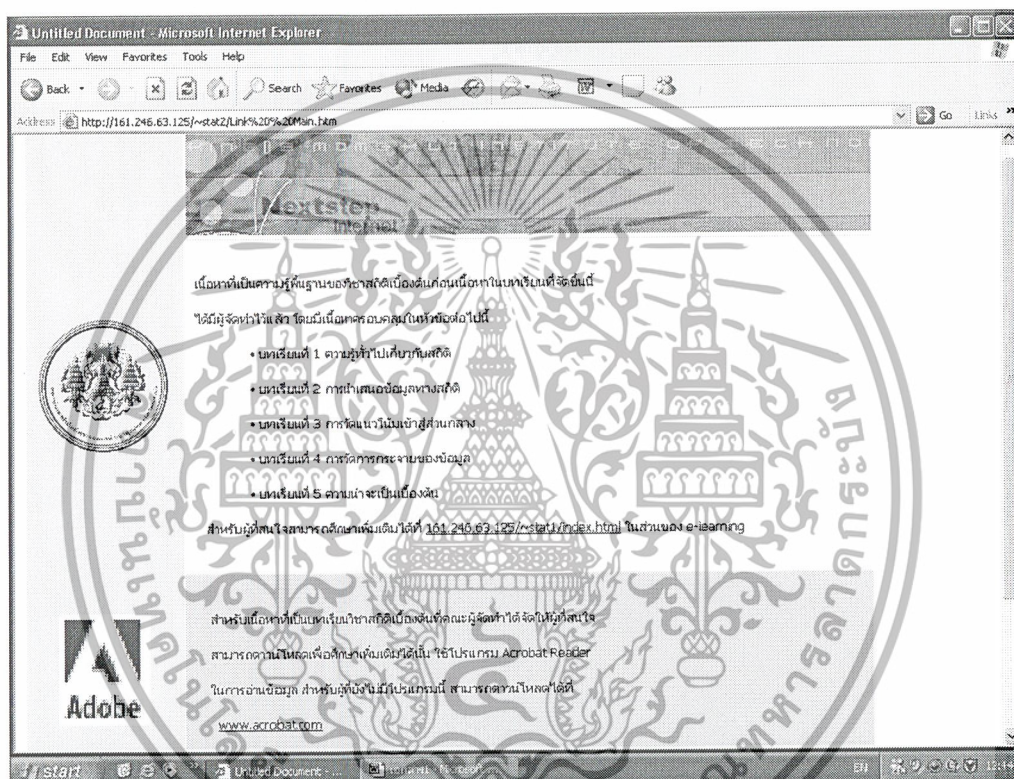 Untitled Document - Microsoft Internet Explorer
File Edit View Favorites Tools Help
Back Search Favorites Media
Address http://161.246.63.125/~stat2/Link%20%20Main.htm Go Links
Nextstep
Internet
เนื้อหาที่เป็นความรู้พื้นฐานของวิชาสถิติเบื้องต้นก่อนเนื้อหาในบทเรียนที่จัดขึ้นนี้
ได้มีผู้จัดทำไว้แล้ว โดยมีเนื้อหาครอบคลุมในหัวข้อต่อไปนี้
• บทเรียนที่ 1 ความรู้ทั่วไปเกี่ยวกับสถิติ
• บทเรียนที่ 2 การนำเสนอข้อมูลทางสถิติ
• บทเรียนที่ 3 การวัดแนวโน้มเข้าสู่ส่วนกลาง
• บทเรียนที่ 4 การวัดการกระจายของข้อมูล
• บทเรียนที่ 5 ความน่าจะเป็นเบื้องต้น
สำหรับผู้ที่สนใจสามารถศึกษาเพิ่มเติมได้ที่ 161.246.63.125/~stat1/index.html ในส่วนของ e-learning
สำหรับเนื้อหาที่เป็นบทเรียนวิชาสถิติเบื้องต้นที่คณะผู้จัดทำได้จัดให้ผู้ที่สนใจ
สามารถดาวน์โหลดเพื่อศึกษาเพิ่มเติมได้นั้น ใช้โปรแกรม Acrobat Reader
ในการอ่านข้อมูล สำหรับผู้ที่ยังไม่มีโปรแกรมนี้ สามารถดาวน์โหลดได้ที่
www.acrobat.com
Adobe
start Untitled Document - ... Microsoft ... EN 12:44